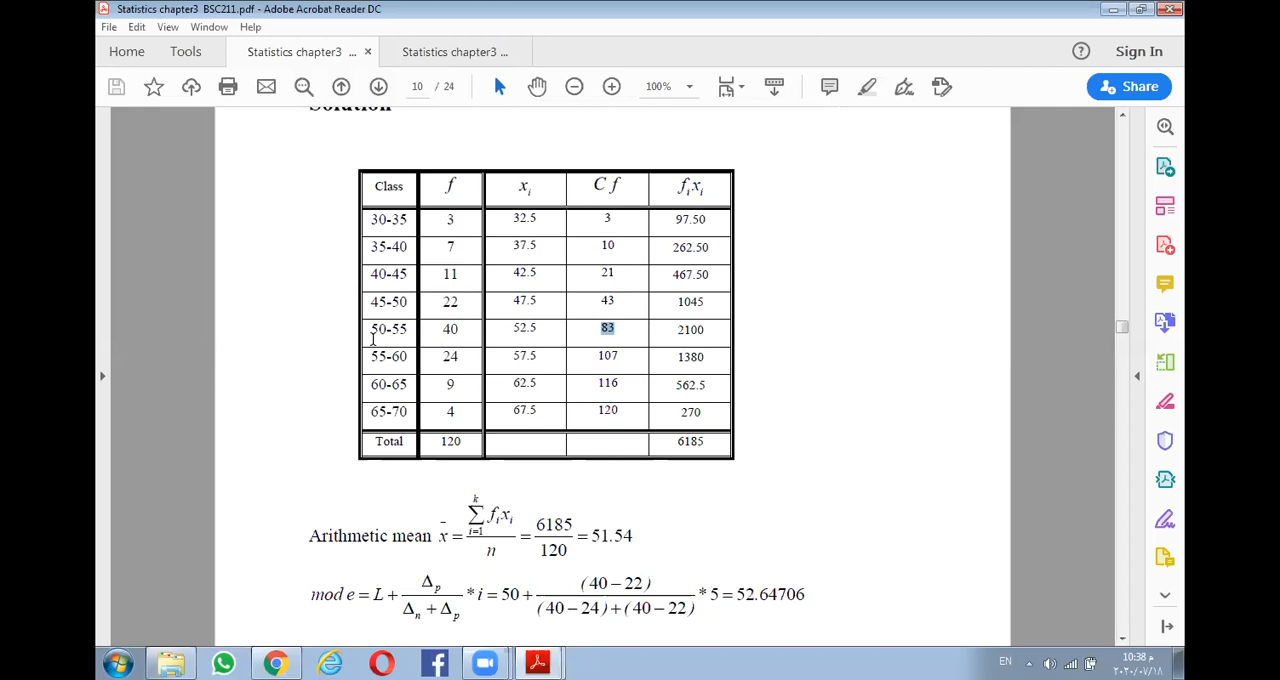 Statistics chapter3 BSC211.pdf - Adobe Acrobat Reader DC
File Edit View Window Help
Home Tools Statistics chapter3 ... × Statistics chapter3 ... Sign In
10 / 24 100% Share
Solution
Class f xᵢ C f fᵢxᵢ
30-35 3 32.5 3 97.50
35-40 7 37.5 10 262.50
40-45 11 42.5 21 467.50
45-50 22 47.5 43 1045
50-55 40 52.5 83 2100
55-60 24 57.5 107 1380
60-65 9 62.5 116 562.5
65-70 4 67.5 120 270
Total 120 6185
Arithmetic mean x̄ = ∑ᵢ₌₁ᵏ fᵢxᵢ / n = 6185 / 120 = 51.54
mod e = L + Δₚ / (Δₙ + Δₚ) * i = 50 + (40 − 22) / ((40 − 24) + (40 − 22)) * 5 = 52.64706
EN 10:38 م
٢٠٢٠/٠٧/١٨